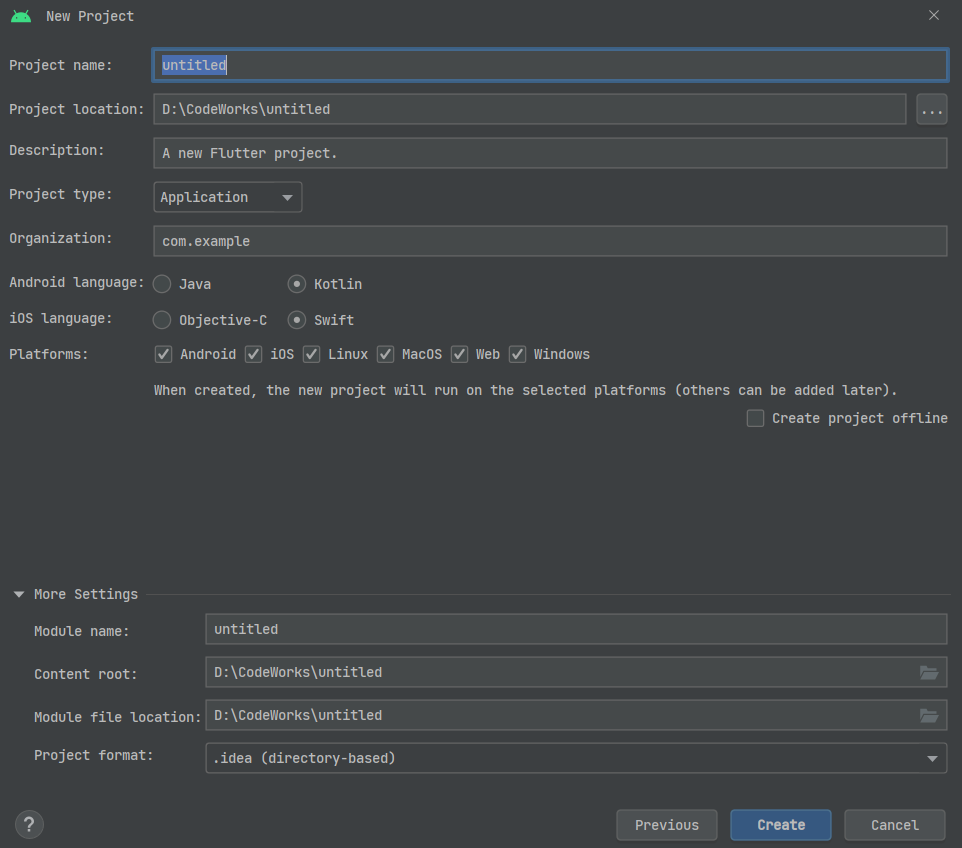 New Project
Project name: untitled
Project location: D:\CodeWorks\untitled ...
Description: A new Flutter project.
Project type: Application
Organization: com.example
Android language: Java Kotlin
iOS language: Objective-C Swift
Platforms: Android iOS Linux MacOS Web Windows
When created, the new project will run on the selected platforms (others can be added later).
Create project offline
More Settings
Module name: untitled
Content root: D:\CodeWorks\untitled
Module file location: D:\CodeWorks\untitled
Project format: .idea (directory-based)
? Previous Create Cancel